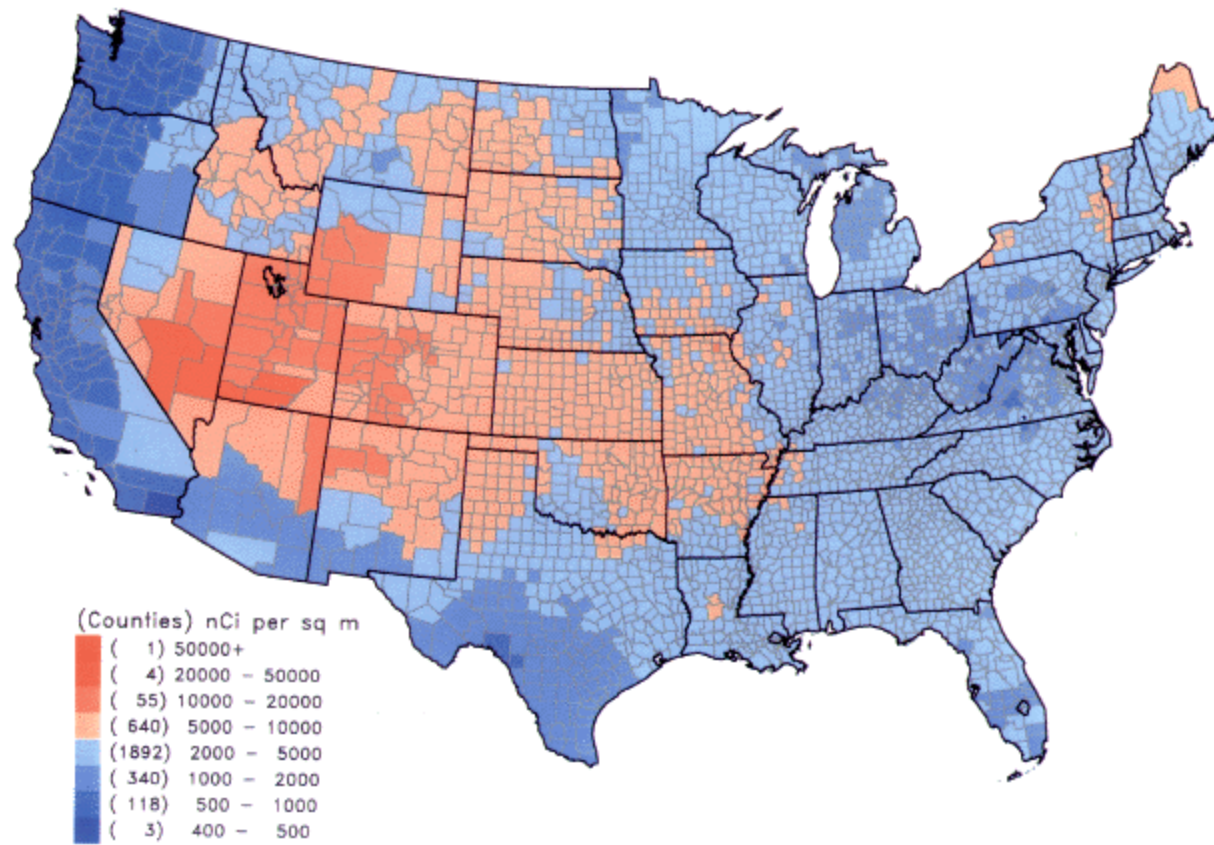 (Counties) nCi per sq m
( 1) 50000+
( 4) 20000 - 50000
( 55) 10000 - 20000
( 640) 5000 - 10000
(1892) 2000 - 5000
( 340) 1000 - 2000
( 118) 500 - 1000
( 3) 400 - 500